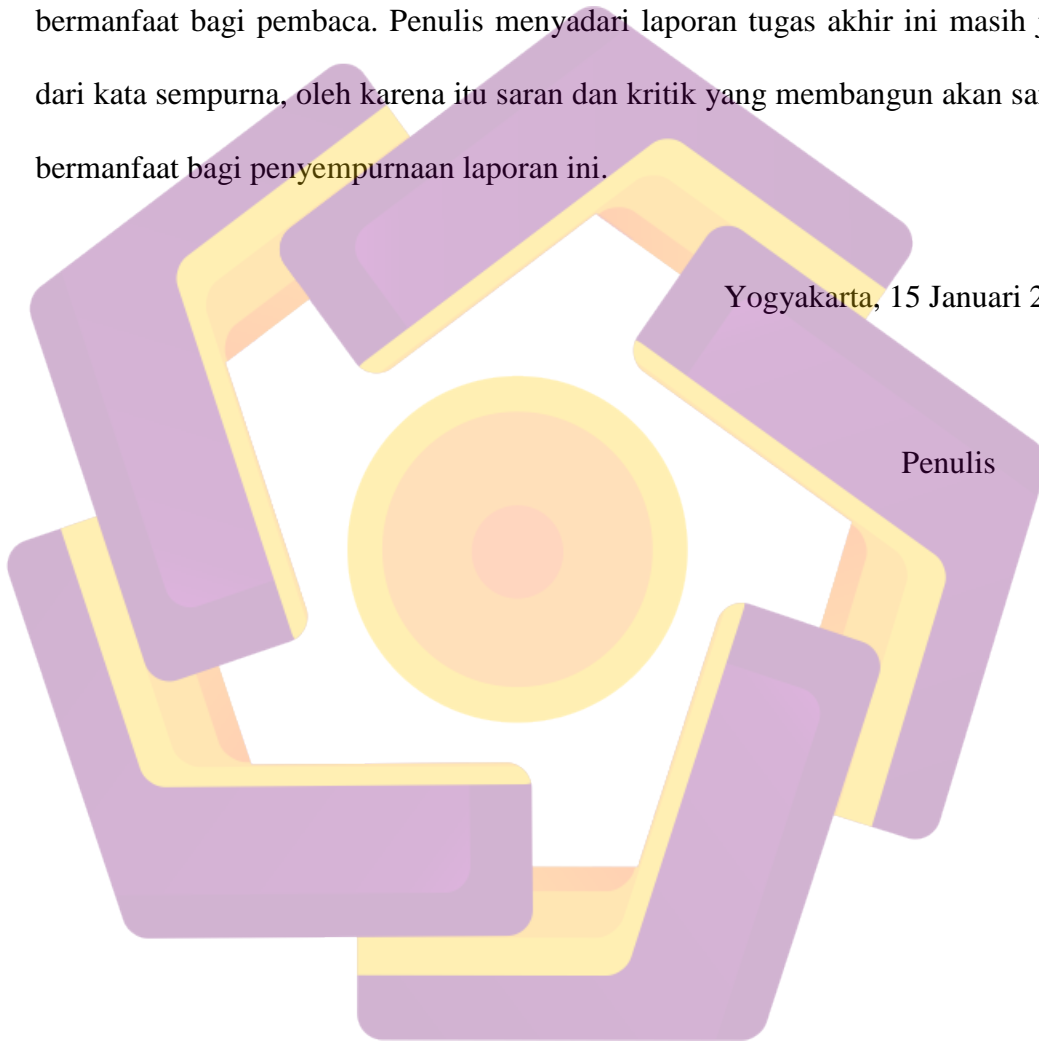 bermanfaat bagi pembaca. Penulis menyadari laporan tugas akhir ini masih
dari kata sempurna, oleh karena itu saran dan kritik yang membangun akan
bermanfaat bagi penyempurnaan laporan ini.
Yogyakarta, 15 Januari
Penulis